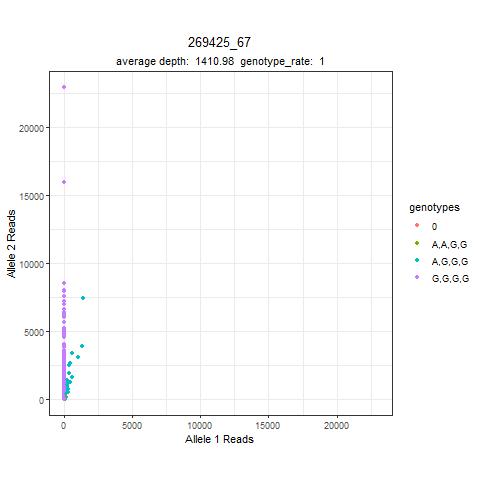 269425_67
average depth: 1410.98 genotype_rate: 1
20000
15000
10000
5000
0
Allele 2 Reads
0 5000 10000 15000 20000
Allele 1 Reads
genotypes
0
A,A,G,G
A,G,G,G
G,G,G,G